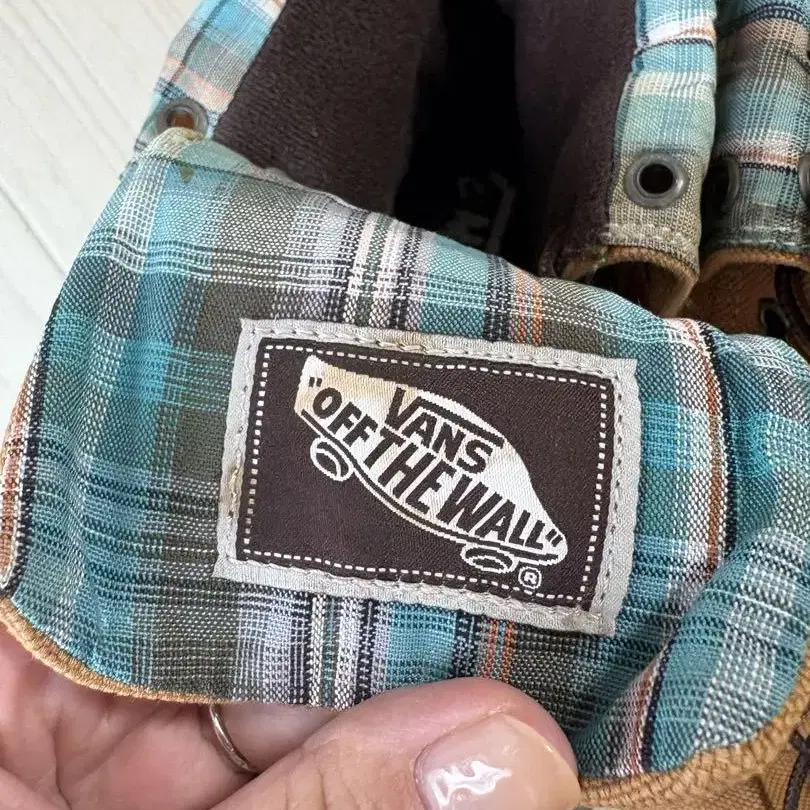 VANS
"OFF THE WALL"
®